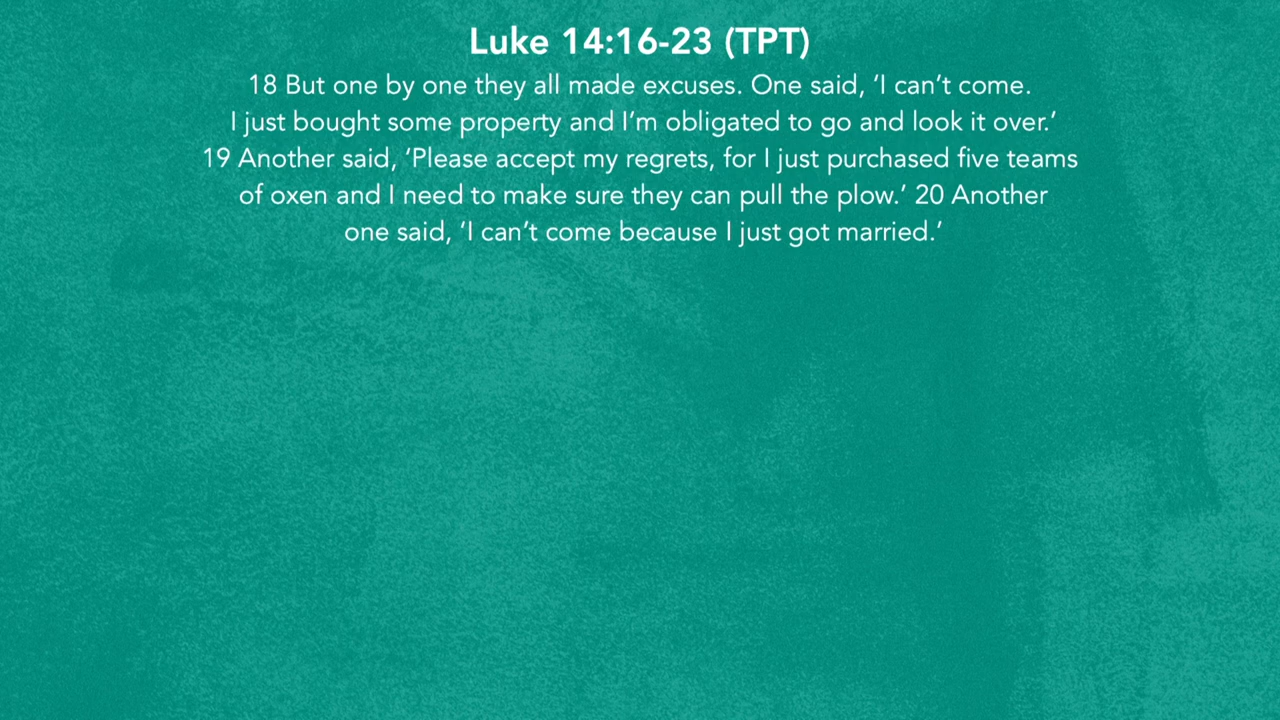 Luke 14:16-23 (TPT)
18 But one by one they all made excuses. One said, ‘I can’t come.
I just bought some property and I’m obligated to go and look it over.’
19 Another said, ‘Please accept my regrets, for I just purchased five teams
of oxen and I need to make sure they can pull the plow.’ 20 Another
one said, ‘I can’t come because I just got married.’